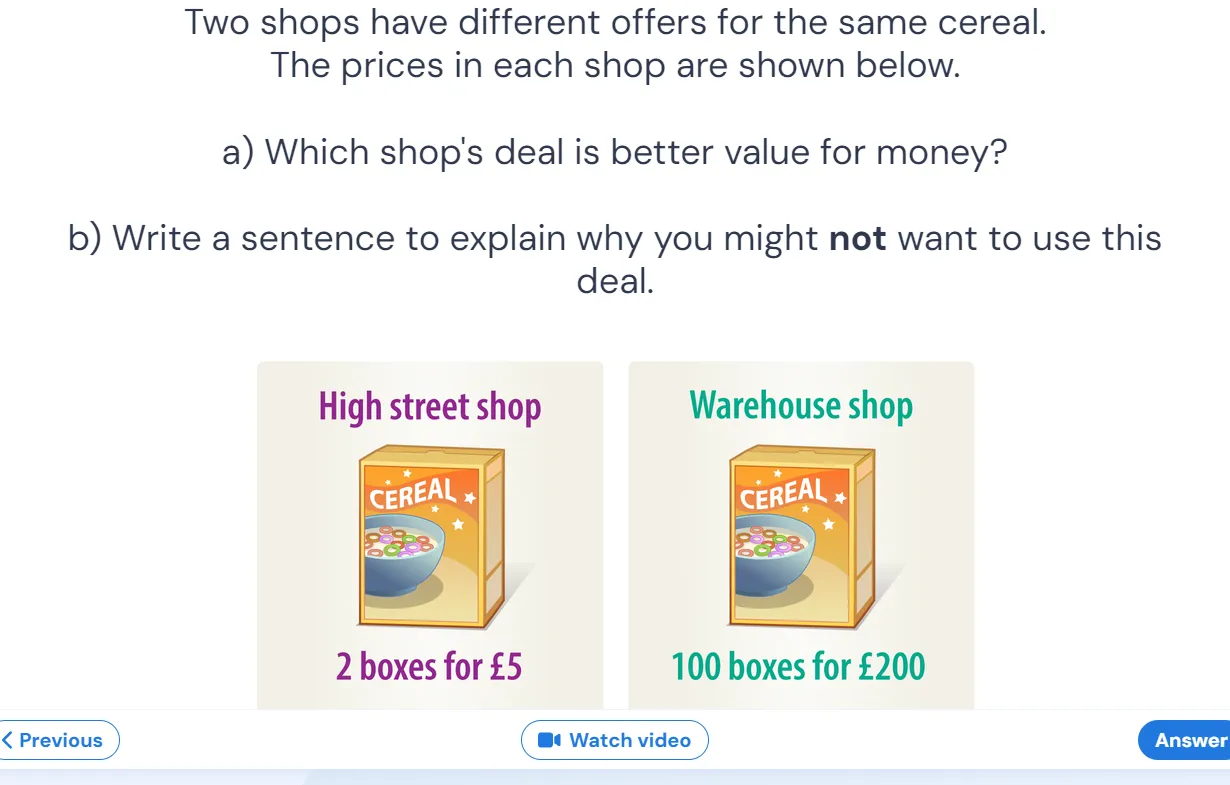 Two shops have different offers for the same cereal.
The prices in each shop are shown below.
a) Which shop's deal is better value for money?
b) Write a sentence to explain why you might not want to use this
deal.
High street shop
Warehouse shop
CEREAL
CEREAL
2 boxes for £5
100 boxes for £200
Previous
Watch video
Answer